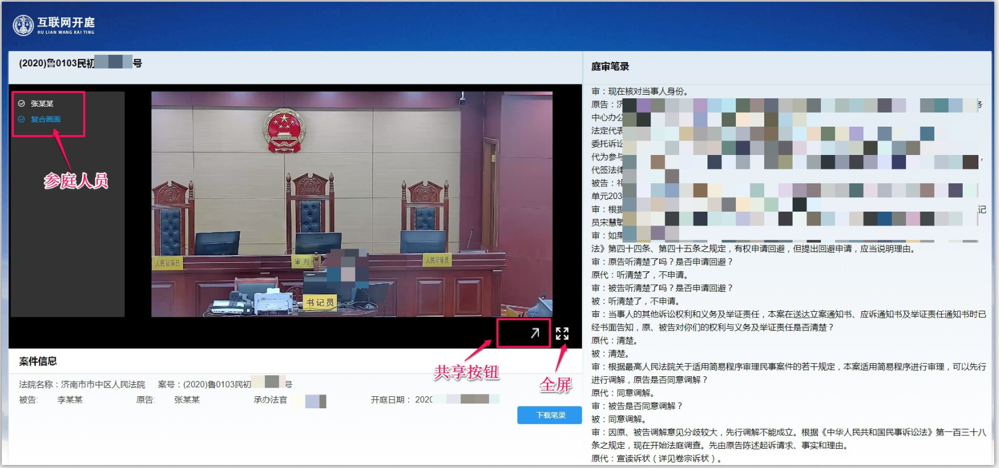 互联网开庭
HU LIAN WANG KAI TING
(2020)鲁0103民初
号
张某某
复合画面
参庭人员
人民陪审员
审判
人民陪审员
书记员
共享按钮
全屏
案件信息
法院名称：济南市市中区人民法院 案号：(2020)鲁0103民初 号
被告: 李某某 原告: 张某某 承办法官 开庭日期： 2020
下载笔录
庭审笔录
审：现在核对当事人身份。
原告：济 务
中心办公
法定代表
委托诉讼
代为参与 ，
代签法律
被告：祁
单元203
审：根据 记
员宋慧敏
审：如果
法》第四十四条、第四十五条之规定，有权申请回避，但提出回避申请，应当说明理由。
审：原告听清楚了吗？是否申请回避？
原代：听清楚了，不申请。
审：被告听清楚了吗？是否申请回避？
被：听清楚了，不申请。
审：当事人的其他诉讼权利和义务及举证责任，本案在送达立案通知书、应诉通知书及举证责任通知书时已
经书面告知，原、被告对你们的权利与义务及举证责任是否清楚？
原代：清楚。
被：清楚。
审：根据最高人民法院关于适用简易程序审理民事案件的若干规定，本案适用简易程序进行审理，可以先行
进行调解，原告是否同意调解？
原代：同意调解。
审：被告是否同意调解？
被：同意调解。
审：因原、被告调解意见分歧较大，先行调解不能成立。根据《中华人民共和国民事诉讼法》第一百三十八
条之规定，现在开始法庭调查。先由原告陈述起诉请求、事实和理由。
原代：宣读诉状（详见卷宗诉状）。